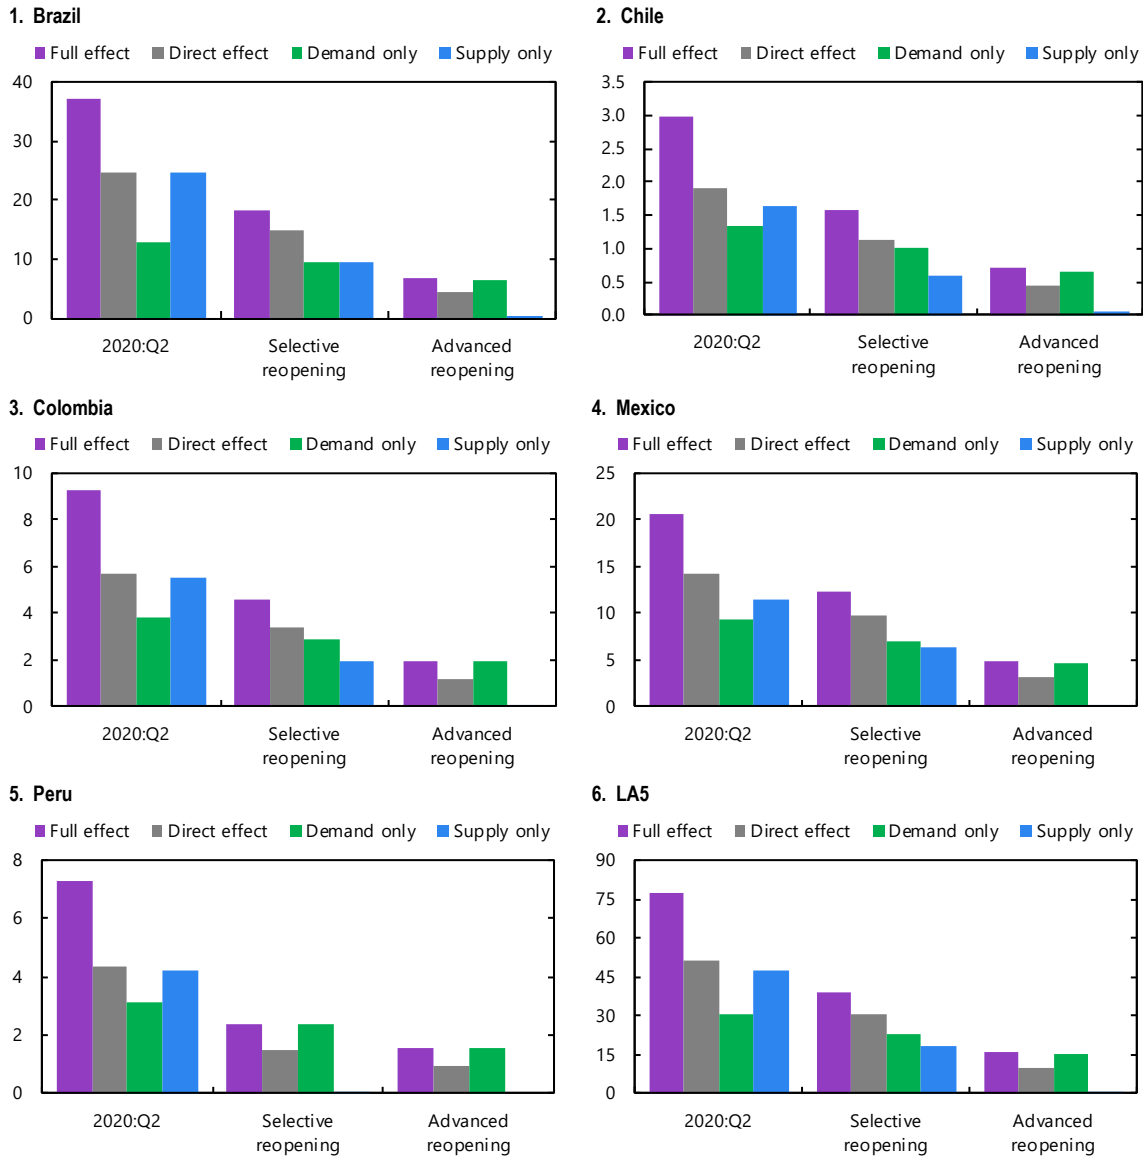 1. Brazil
Full effect Direct effect Demand only Supply only
40
30
20
10
0
2020:Q2
Selective
reopening
Advanced
reopening
2. Chile
Full effect Direct effect Demand only Supply only
3.5
3.0
2.5
2.0
1.5
1.0
0.5
0.0
2020:Q2
Selective
reopening
Advanced
reopening
3. Colombia
Full effect Direct effect Demand only Supply only
10
8
6
4
2
0
2020:Q2
Selective
reopening
Advanced
reopening
4. Mexico
Full effect Direct effect Demand only Supply only
25
20
15
10
5
0
2020:Q2
Selective
reopening
Advanced
reopening
5. Peru
Full effect Direct effect Demand only Supply only
8
6
4
2
0
2020:Q2
Selective
reopening
Advanced
reopening
6. LA5
Full effect Direct effect Demand only Supply only
90
75
60
45
30
15
0
2020:Q2
Selective
reopening
Advanced
reopening